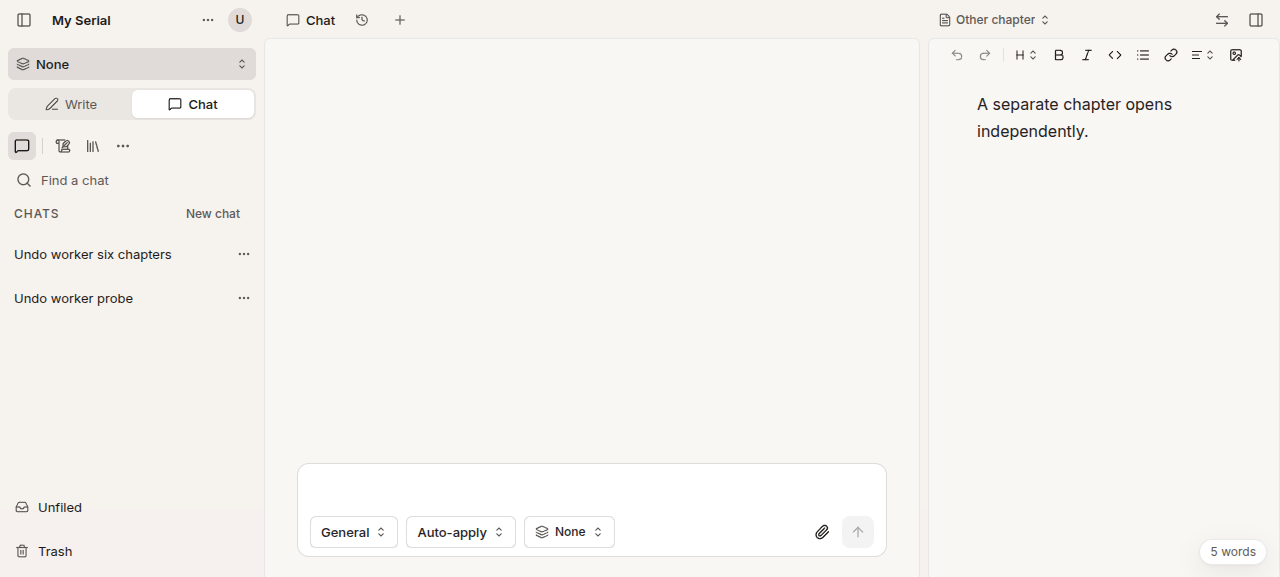 My Serial
U
Chat
Other chapter
None
Write
Chat
Find a chat
CHATS
New chat
Undo worker six chapters
Undo worker probe
Unfiled
Trash
General
Auto-apply
None
H
B
I
A separate chapter opens
independently.
5 words